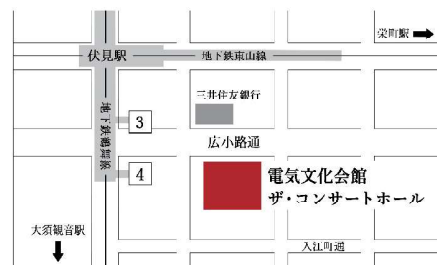 栄町駅
伏見駅
地下鉄東山線
三井住友銀行
地下鉄鶴舞線
3
広小路通
4
電気文化会館
ザ・コンサートホール
大須観音駅
入江町通